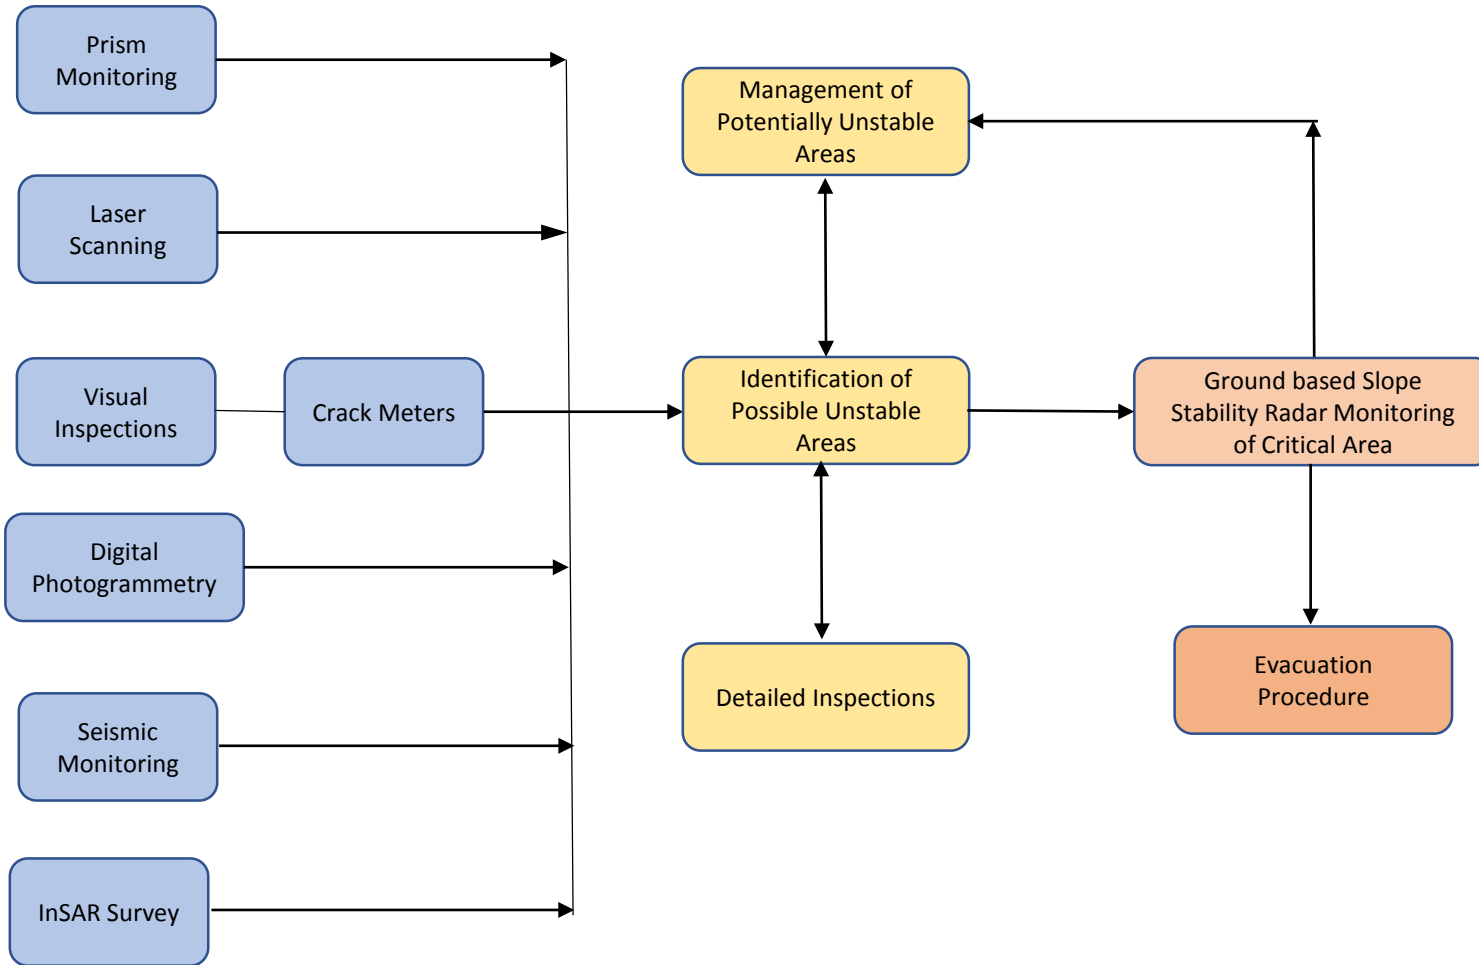 Prism
Monitoring
Management of
Potentially Unstable
Areas
Laser
Scanning
Visual
Inspections
Crack Meters
Identification of
Possible Unstable
Areas
Ground based Slope
Stability Radar Monitoring
of Critical Area
Digital
Photogrammetry
Detailed Inspections
Evacuation
Procedure
Seismic
Monitoring
InSAR Survey